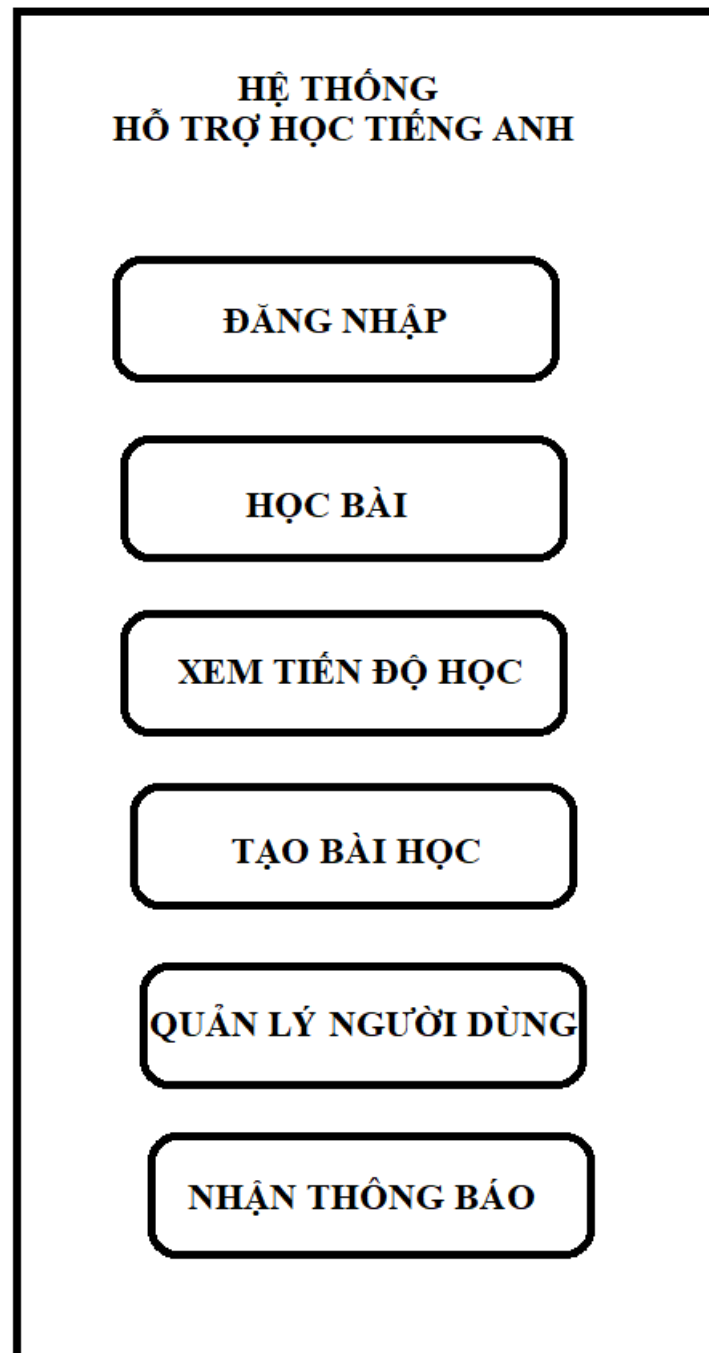 HỆ THỐNG
HỖ TRỢ HỌC TIẾNG ANH
ĐĂNG NHẬP
HỌC BÀI
XEM TIẾN ĐỘ HỌC
TẠO BÀI HỌC
QUẢN LÝ NGƯỜI DÙNG
NHẬN THÔNG BÁO